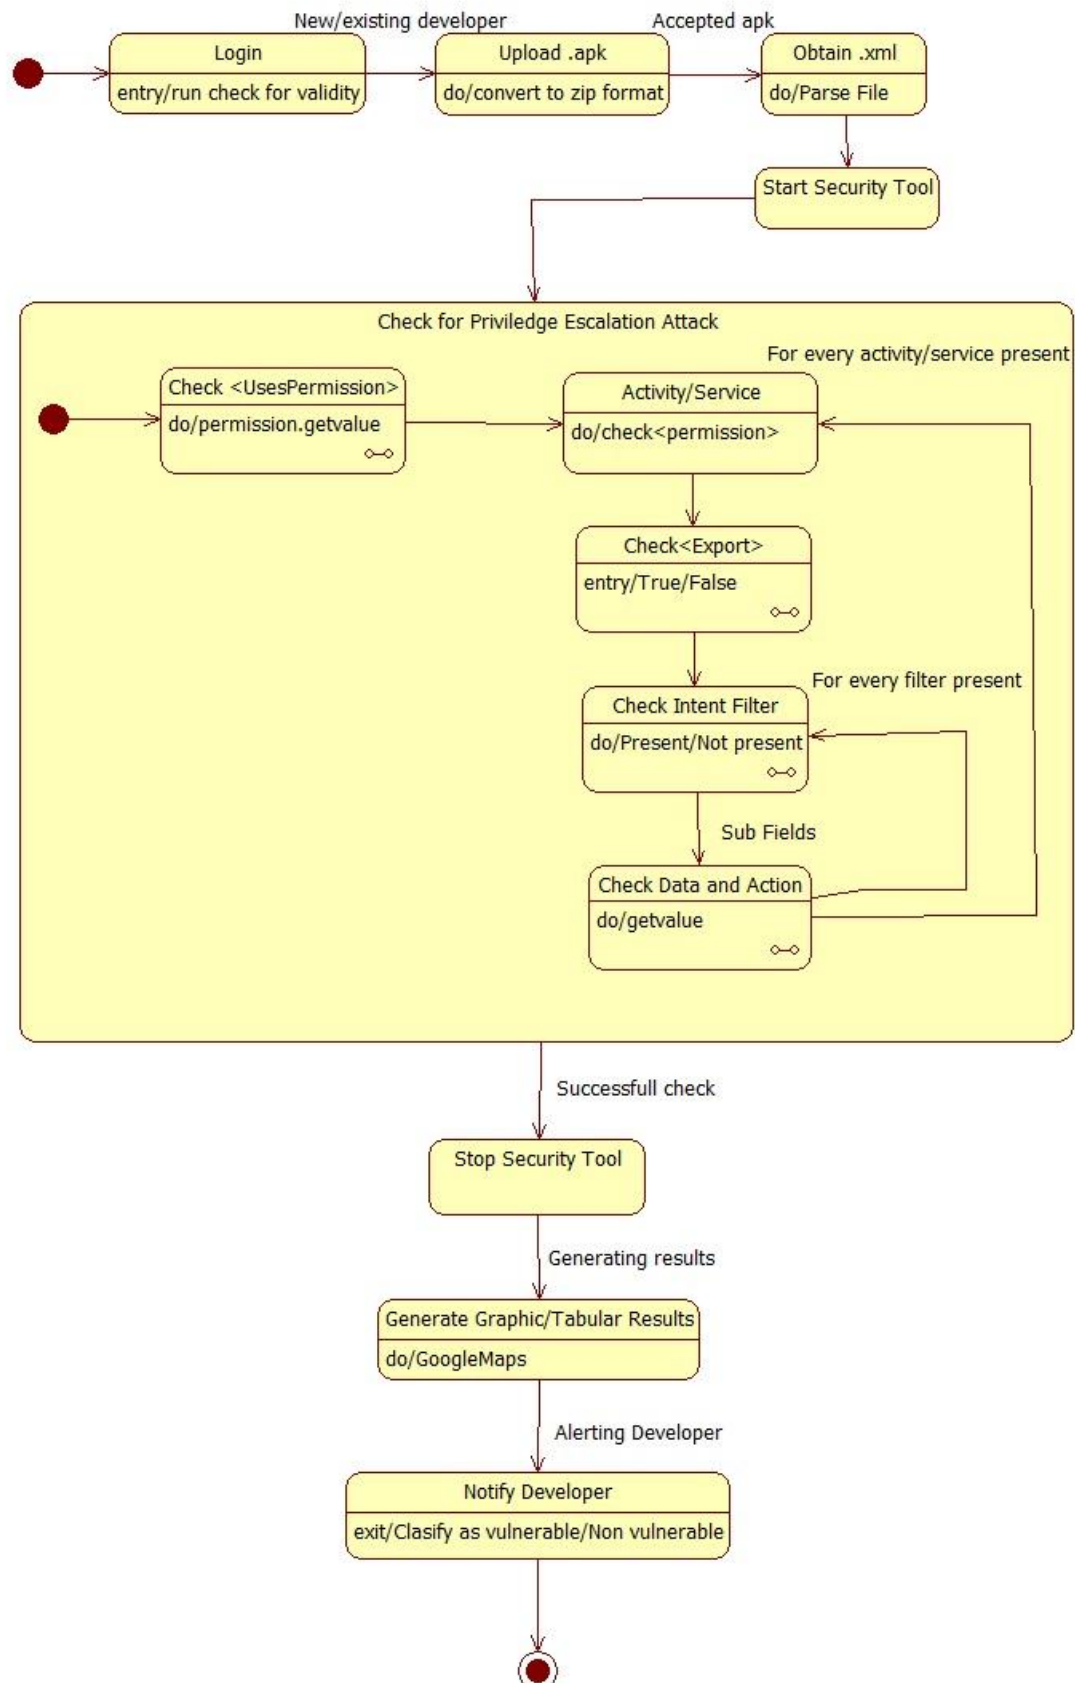 New/existing developer
Accepted apk
Login
entry/run check for validity
Upload .apk
do/convert to zip format
Obtain .xml
do/Parse File
Start Security Tool
Check for Priviledge Escalation Attack
For every activity/service present
Check <UsesPermission>
do/permission.getvalue
Activity/Service
do/check<permission>
Check<Export>
entry/True/False
For every filter present
Check Intent Filter
do/Present/Not present
Sub Fields
Check Data and Action
do/getvalue
Successfull check
Stop Security Tool
Generating results
Generate Graphic/Tabular Results
do/GoogleMaps
Alerting Developer
Notify Developer
exit/Clasify as vulnerable/Non vulnerable